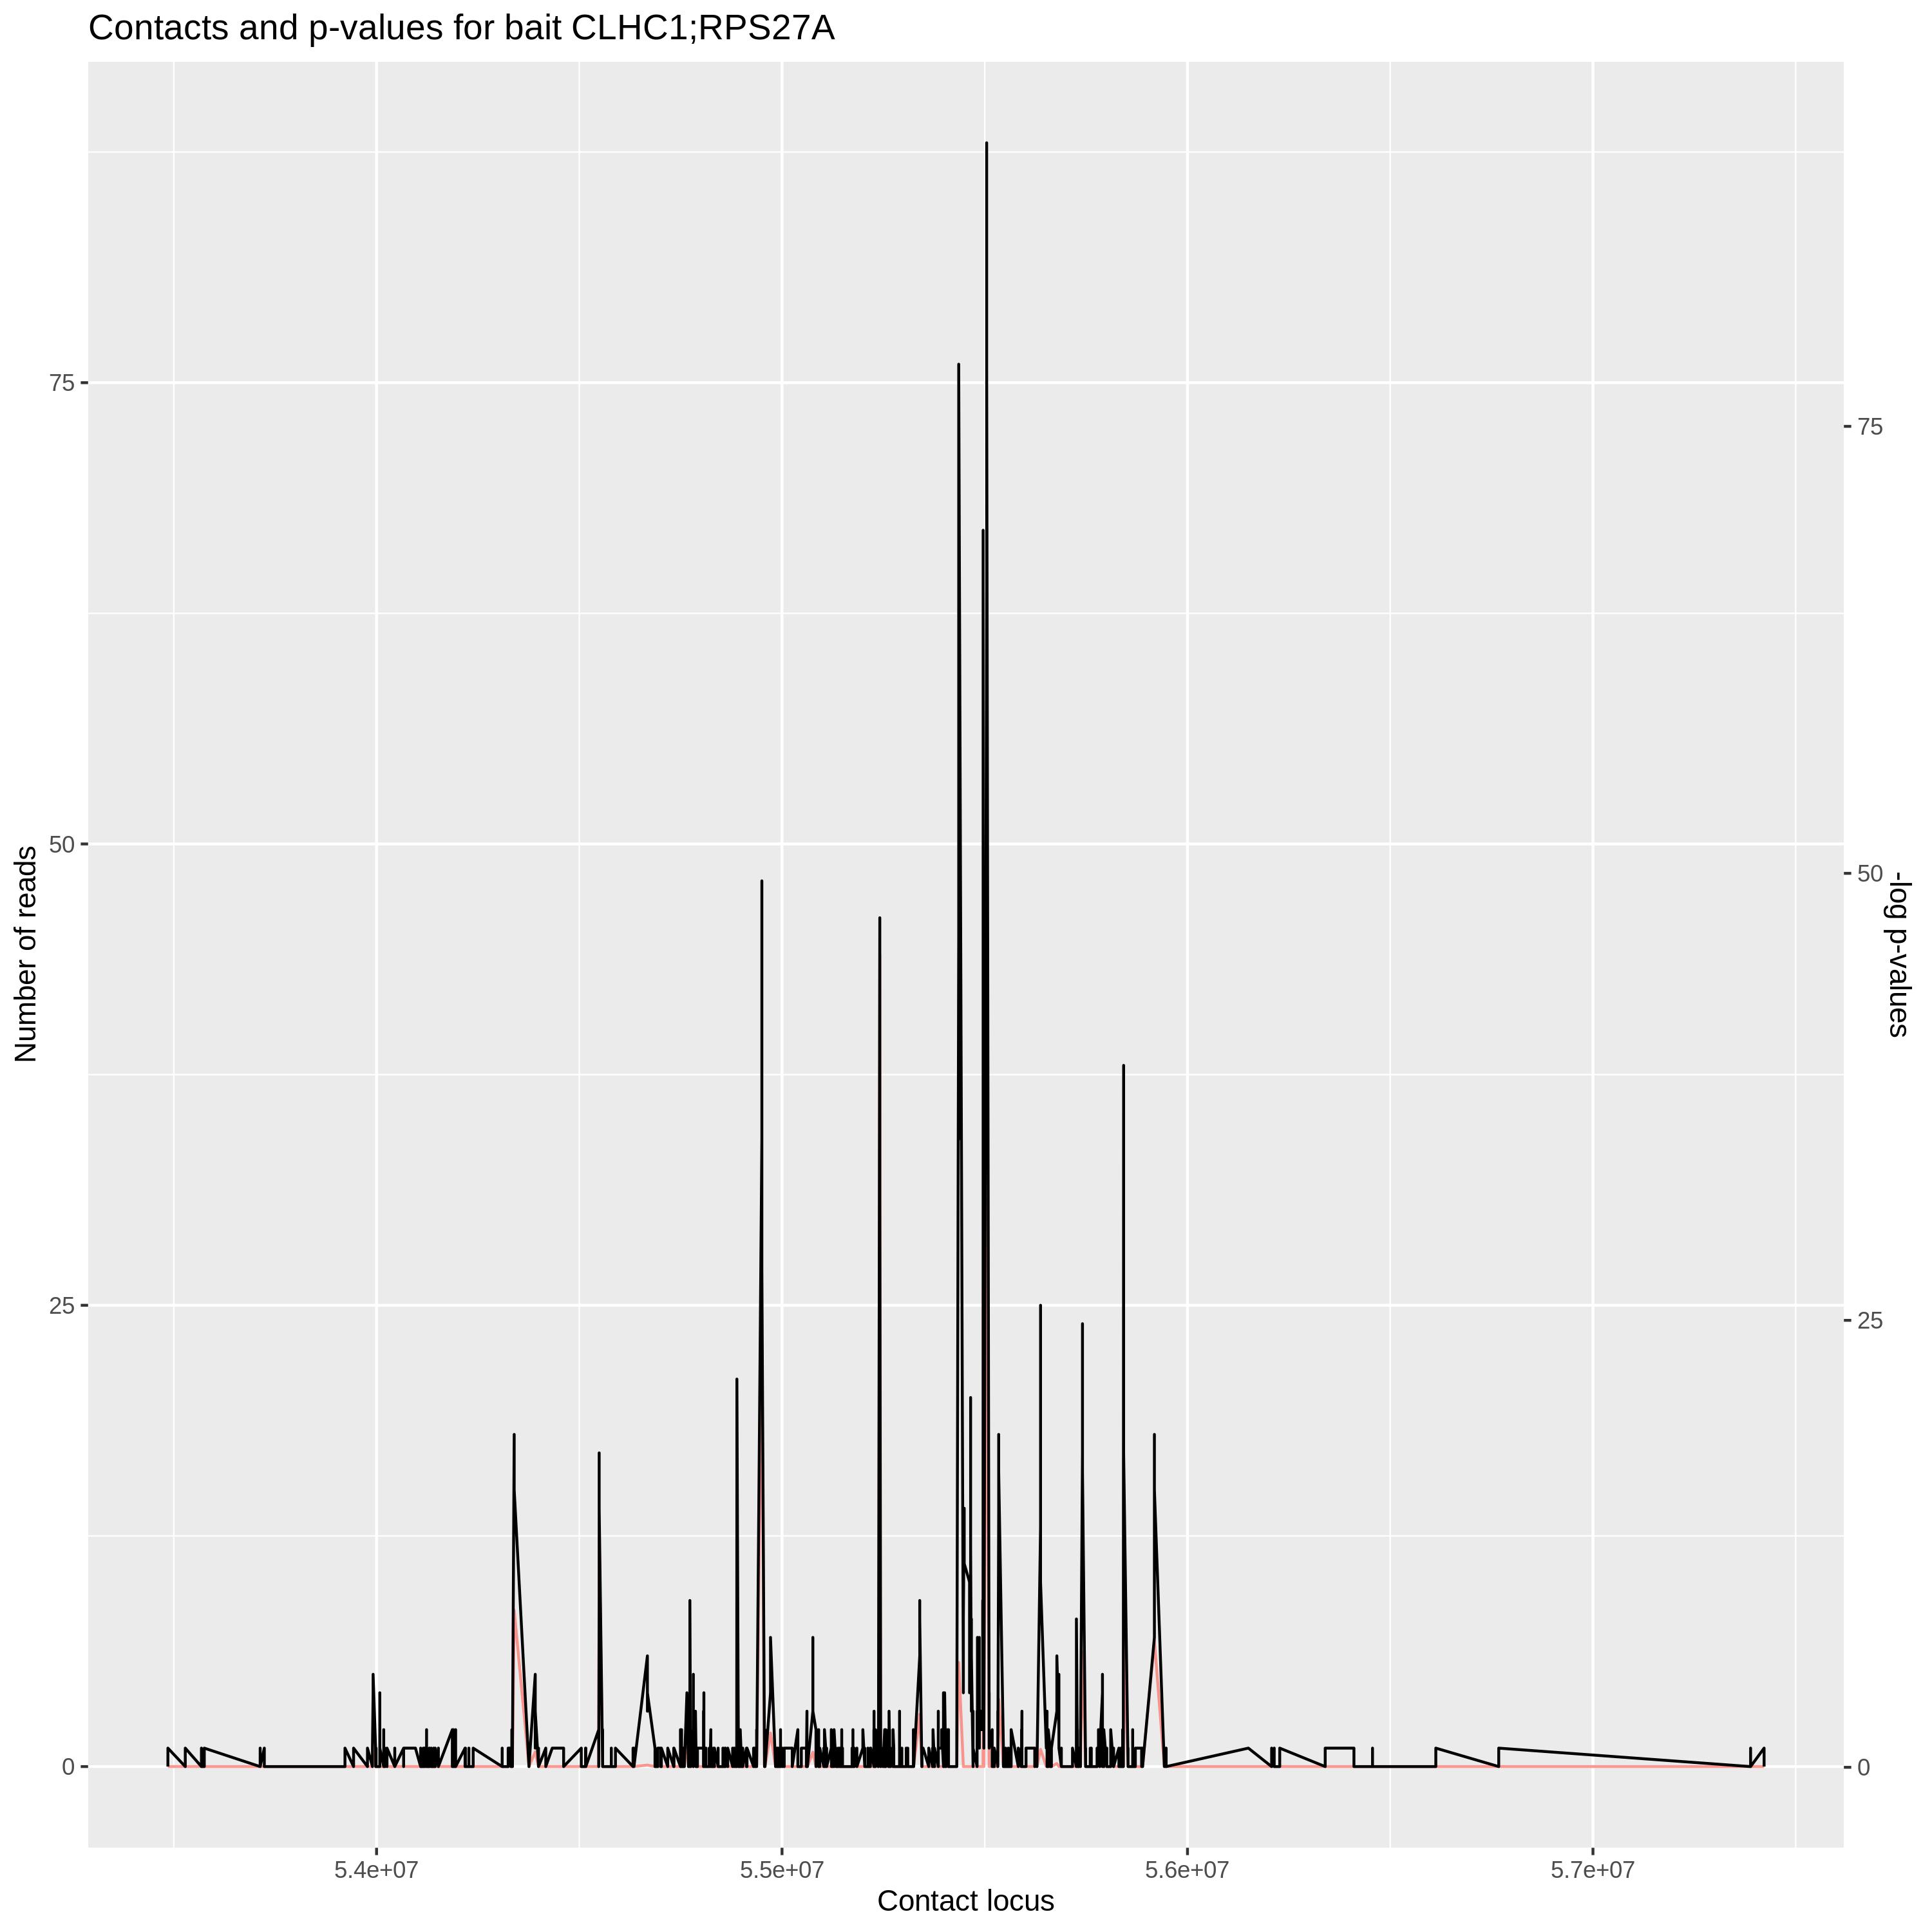 Contacts and p-values for bait CLHC1;RPS27A
75
50
25
0
Number of reads
75
50
25
0
-log p-values
5.4e+07
5.5e+07
5.6e+07
5.7e+07
Contact locus